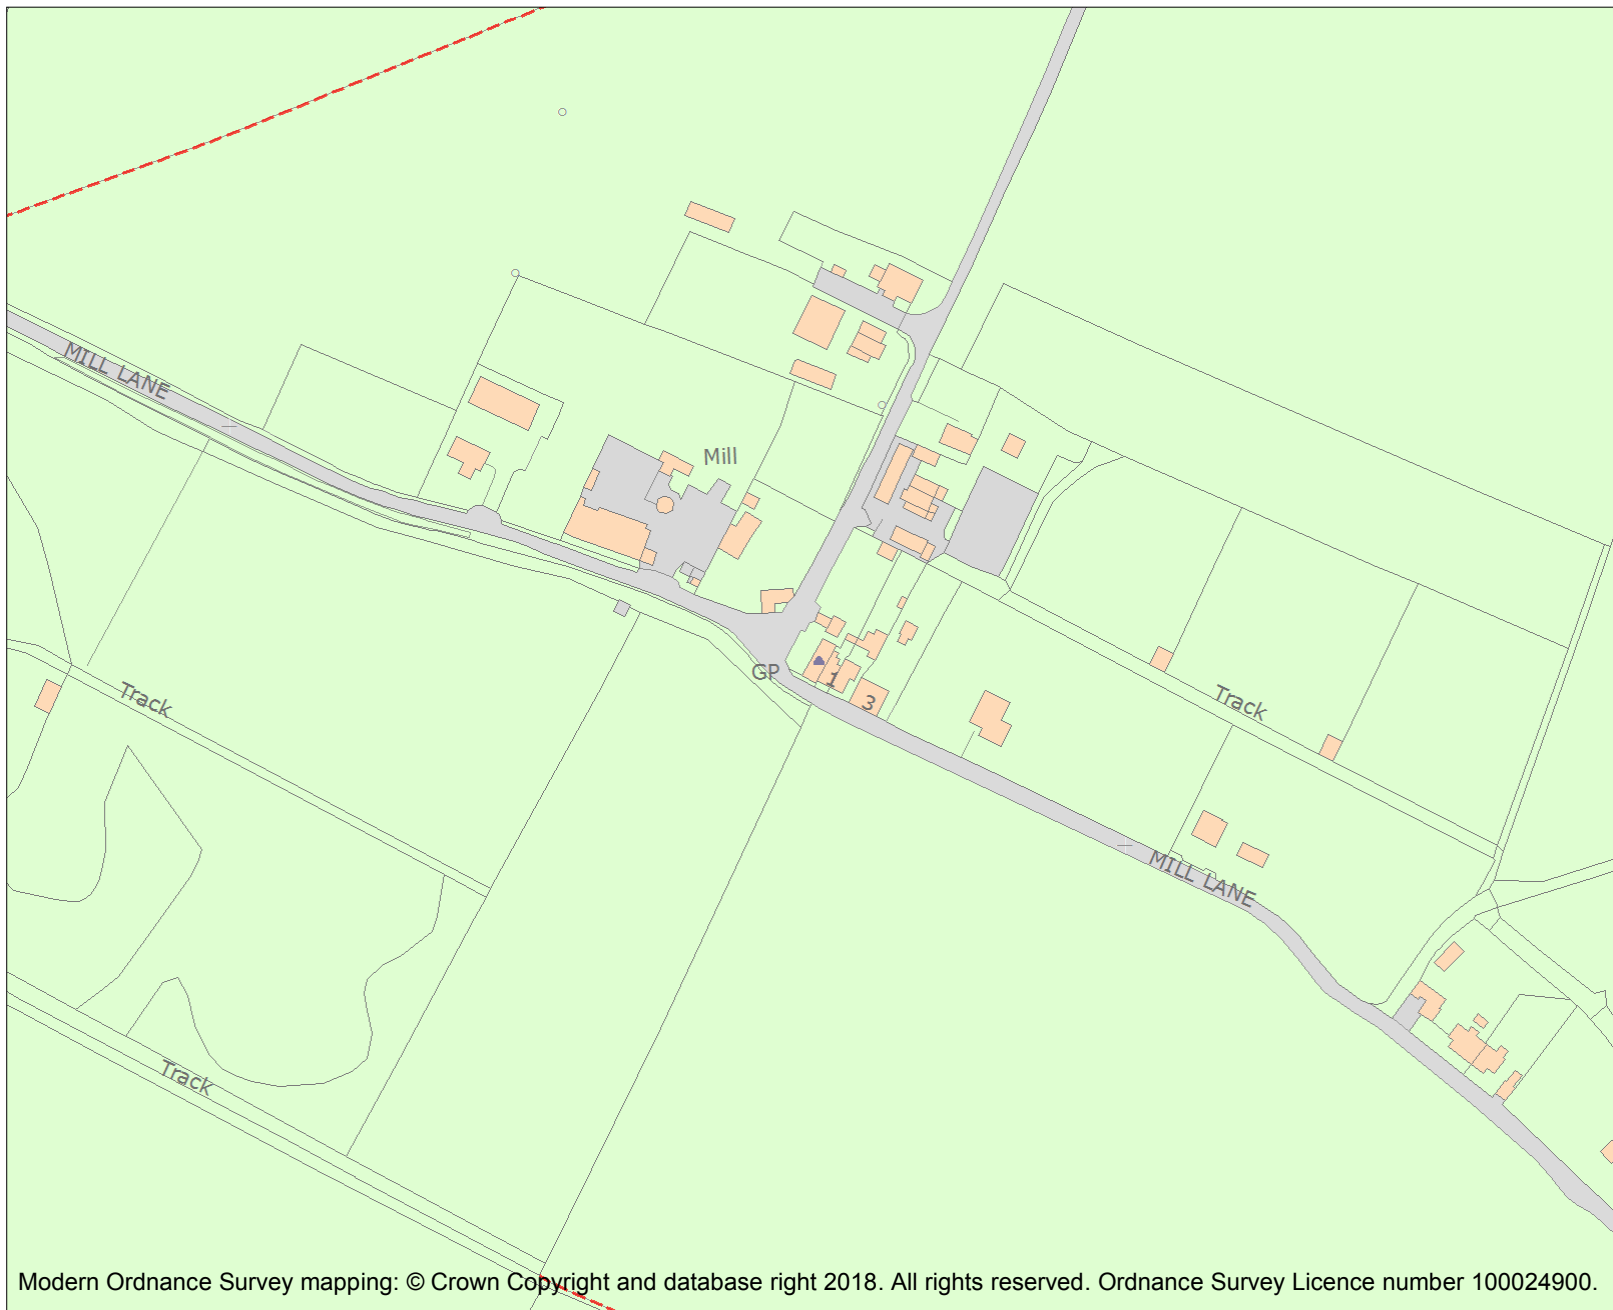 MILL LANE
Mill
GP
1
3
Track
Track
MILL LANE
Track
Modern Ordnance Survey mapping: © Crown Copyright and database right 2018. All rights reserved. Ordnance Survey Licence number 100024900.